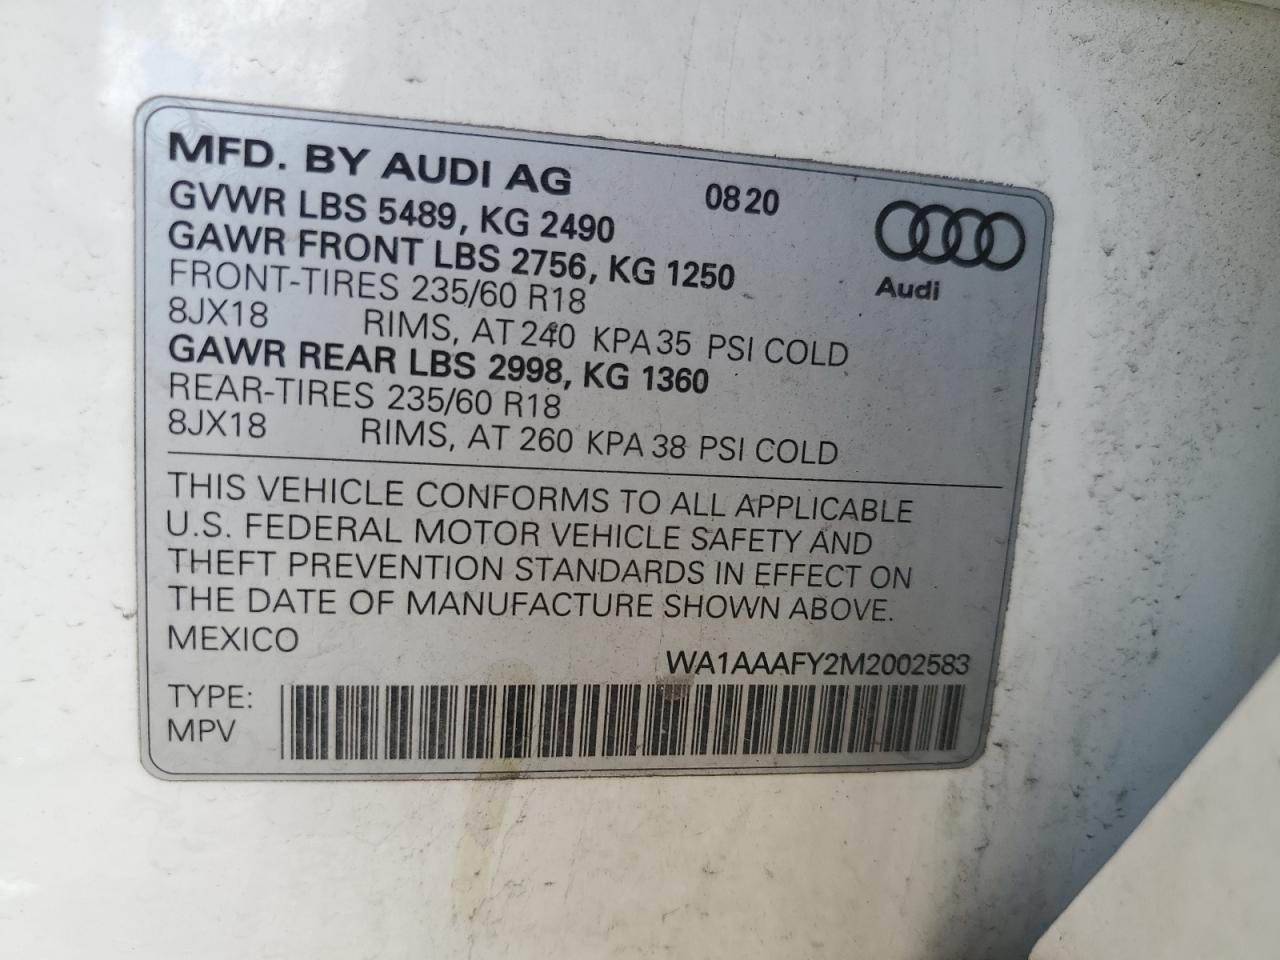 MFD. BY AUDI AG 0820
GVWR LBS 5489, KG 2490
GAWR FRONT LBS 2756, KG 1250
Audi
FRONT-TIRES 235/60 R18
8JX18 RIMS, AT 240 KPA 35 PSI COLD
GAWR REAR LBS 2998, KG 1360
REAR-TIRES 235/60 R18
8JX18 RIMS, AT 260 KPA 38 PSI COLD
THIS VEHICLE CONFORMS TO ALL APPLICABLE
U.S. FEDERAL MOTOR VEHICLE SAFETY AND
THEFT PREVENTION STANDARDS IN EFFECT ON
THE DATE OF MANUFACTURE SHOWN ABOVE.
MEXICO
WA1AAAFY2M2002583
TYPE:
MPV